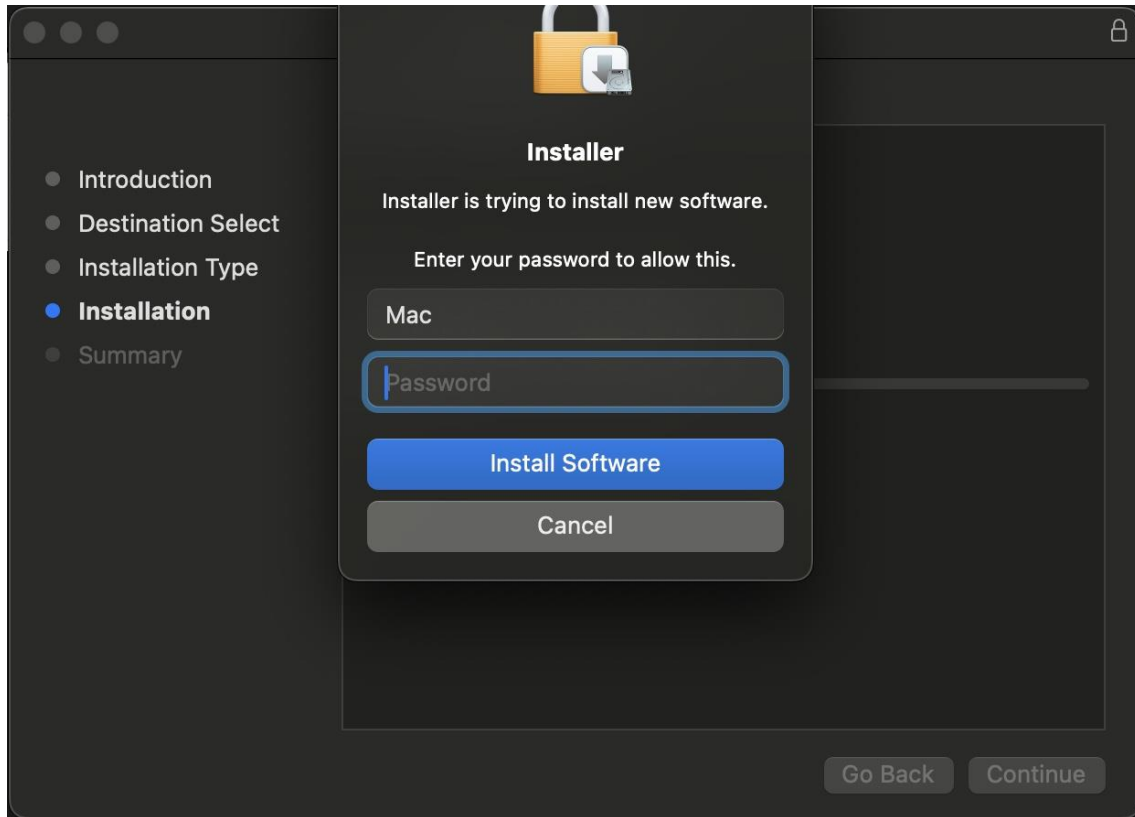 Introduction
Destination Select
Installation Type
Installation
Summary
Installer
Installer is trying to install new software.
Enter your password to allow this.
Mac
Password
Install Software
Cancel
Go Back
Continue